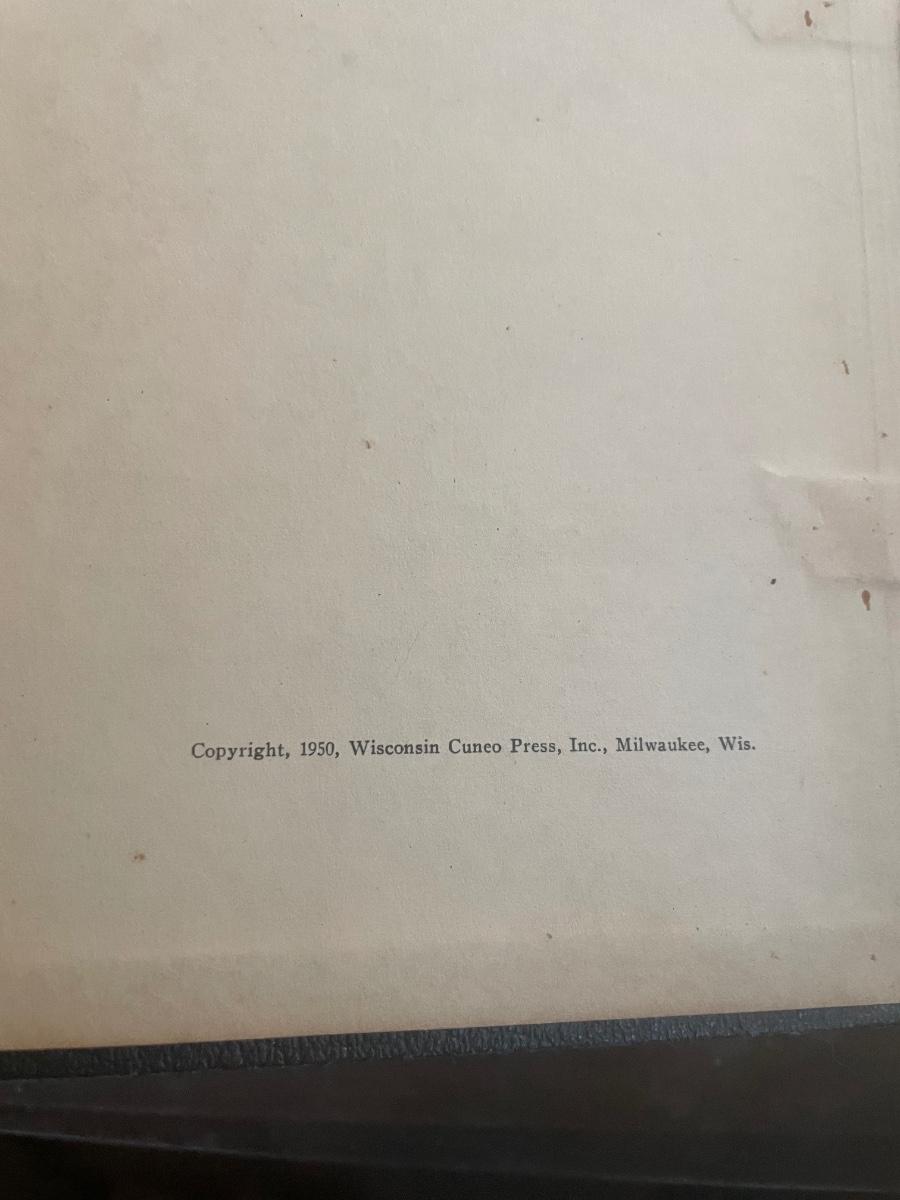 Copyright, 1950, Wisconsin Cuneo Press, Inc., Milwaukee, Wis.